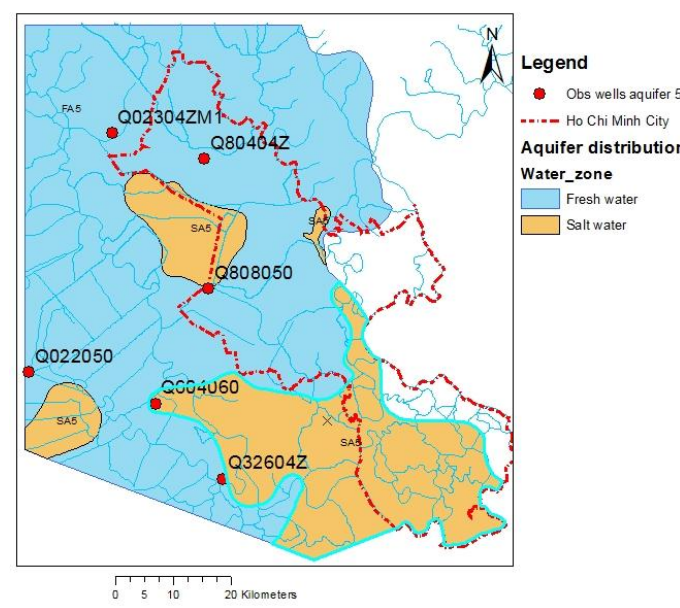 N
Legend
Obs wells aquifer 5
Ho Chi Minh City
Aquifer distribution
Water_zone
Fresh water
Salt water
FA5
Q02304ZM1
Q80404Z
SA5
SA5
Q808050
Q022050
Q604060
SA5
SA5
Q32604Z
0 5 10 20 Kilometers